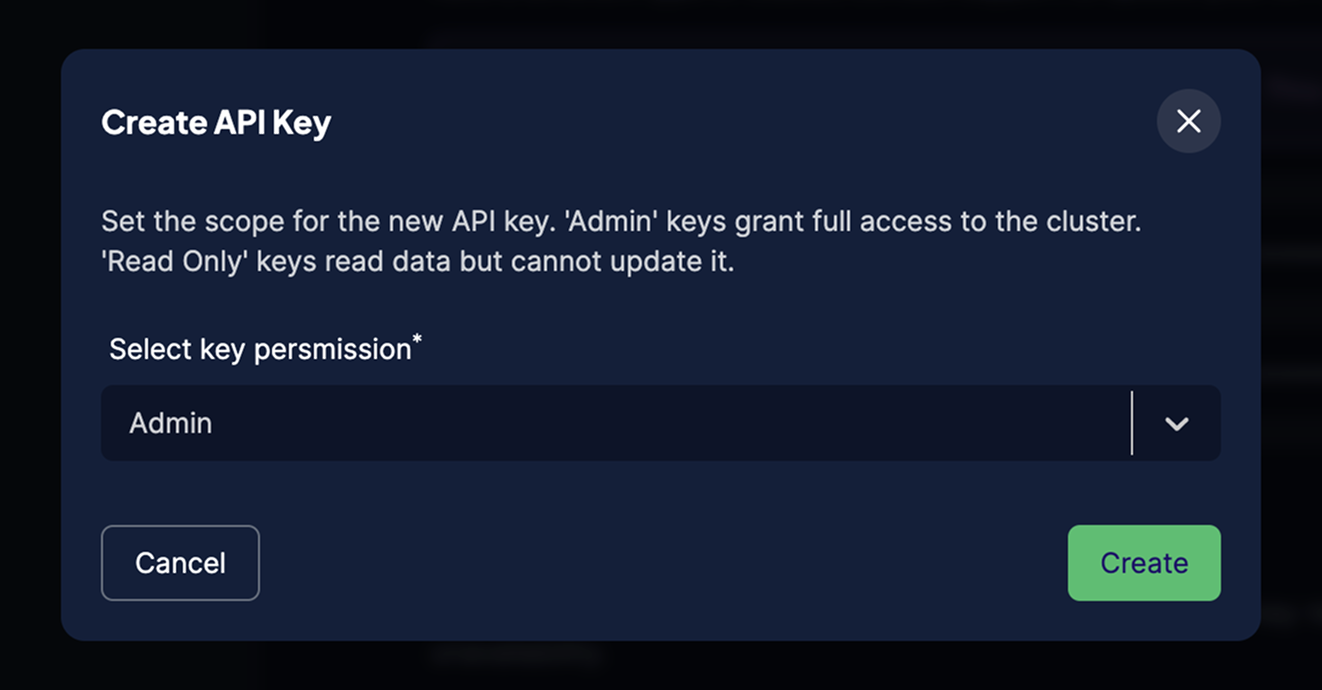 Create API Key
Set the scope for the new API key. 'Admin' keys grant full access to the cluster.
'Read Only' keys read data but cannot update it.
Select key persmission*
Admin
Cancel
Create